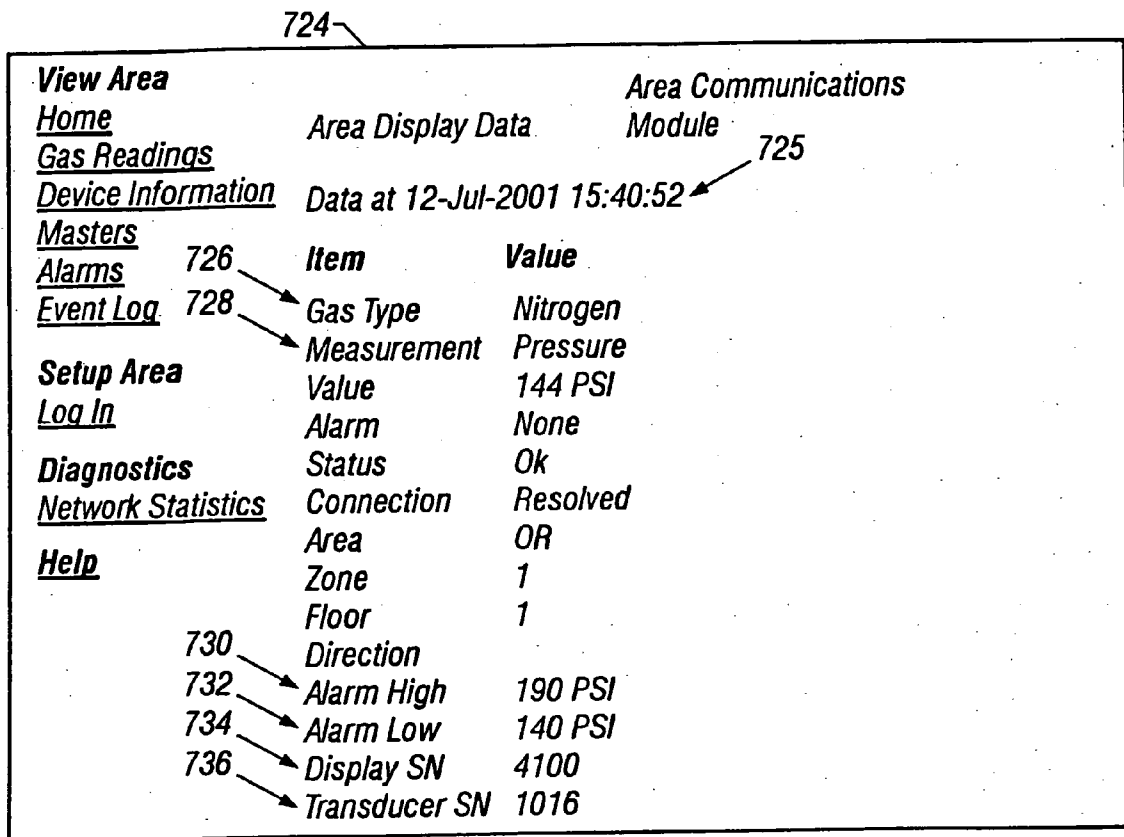 724
View Area
Home
Gas Readings
Device Information
Masters
Alarms
Event Log
Setup Area
Log In
Diagnostics
Network Statistics
Help
Area Display Data
Area Communications
Module
725
Data at 12-Jul-2001 15:40:52
Item Value
726 Gas Type Nitrogen
728 Measurement Pressure
Value 144 PSI
Alarm None
Status Ok
Connection Resolved
Area OR
Zone 1
Floor 1
Direction
730 Alarm High 190 PSI
732 Alarm Low 140 PSI
734 Display SN 4100
736 Transducer SN 1016